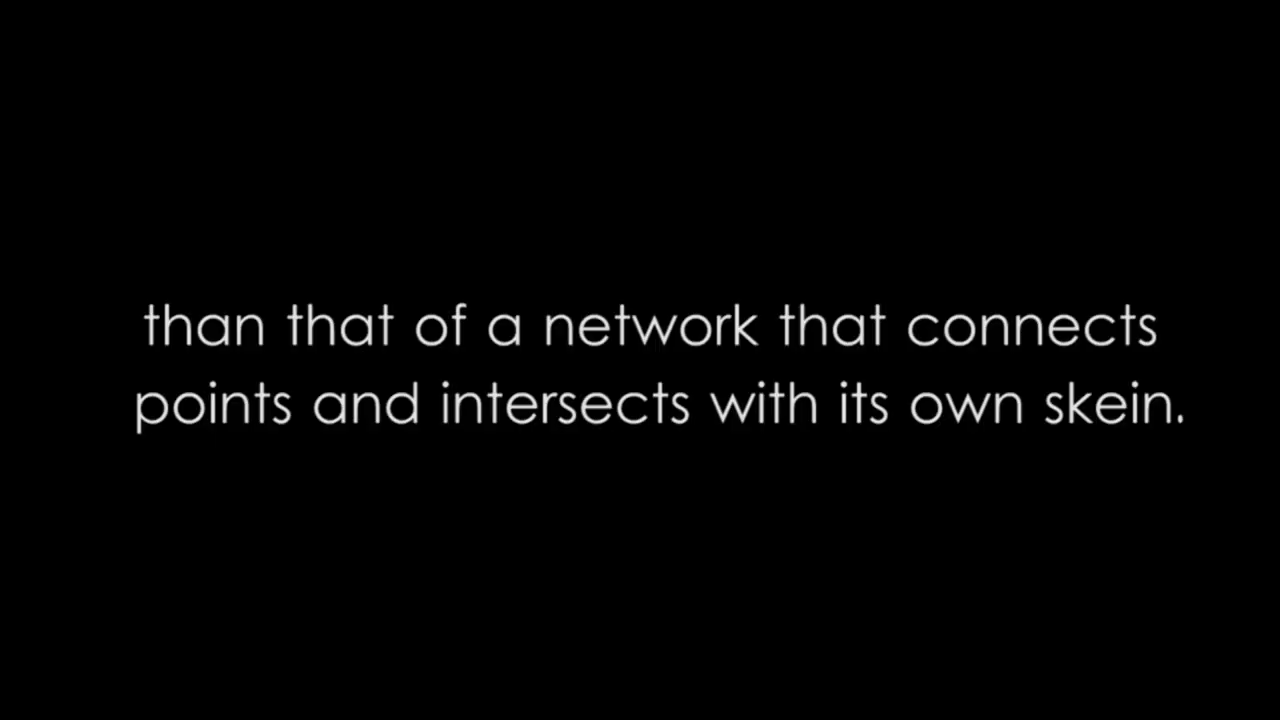 than that of a network that connects
points and intersects with its own skein.